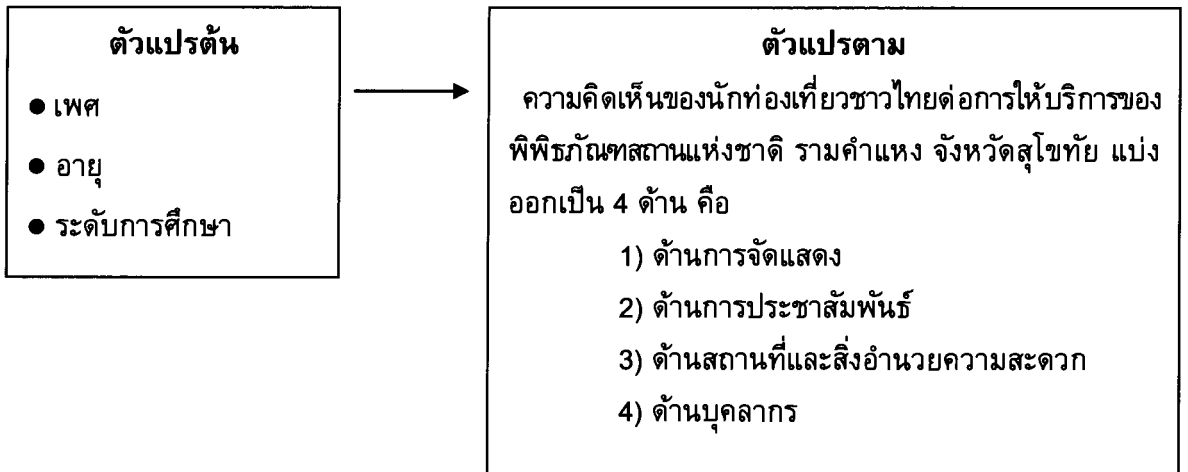 ตัวแปรต้น
● เพศ
● อายุ
● ระดับการศึกษา
ตัวแปรตาม
ความคิดเห็นของนักท่องเที่ยวชาวไทยต่อการให้บริการของ
พิพิธภัณฑสถานแห่งชาติ รามคำแหง จังหวัดสุโขทัย แบ่ง
ออกเป็น 4 ด้าน คือ
1) ด้านการจัดแสดง
2) ด้านการประชาสัมพันธ์
3) ด้านสถานที่และสิ่งอำนวยความสะดวก
4) ด้านบุคลากร